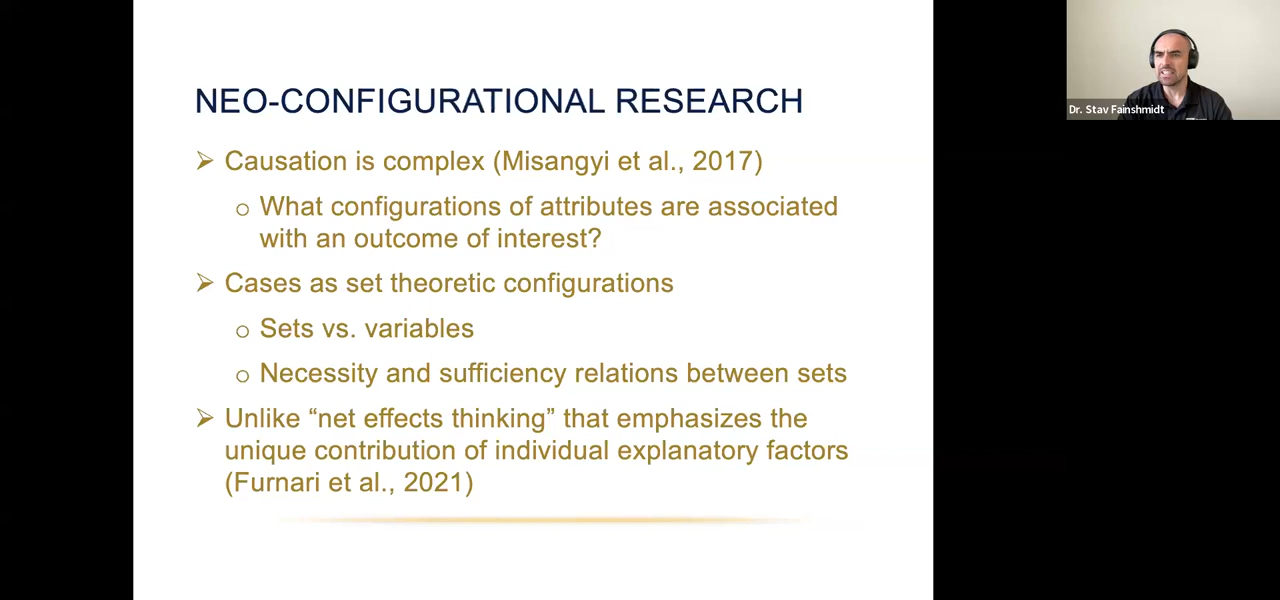 NEO-CONFIGURATIONAL RESEARCH
➢ Causation is complex (Misangyi et al., 2017)
o What configurations of attributes are associated
with an outcome of interest?
➢ Cases as set theoretic configurations
o Sets vs. variables
o Necessity and sufficiency relations between sets
➢ Unlike “net effects thinking” that emphasizes the
unique contribution of individual explanatory factors
(Furnari et al., 2021)
Dr. Stav Fainshmidt